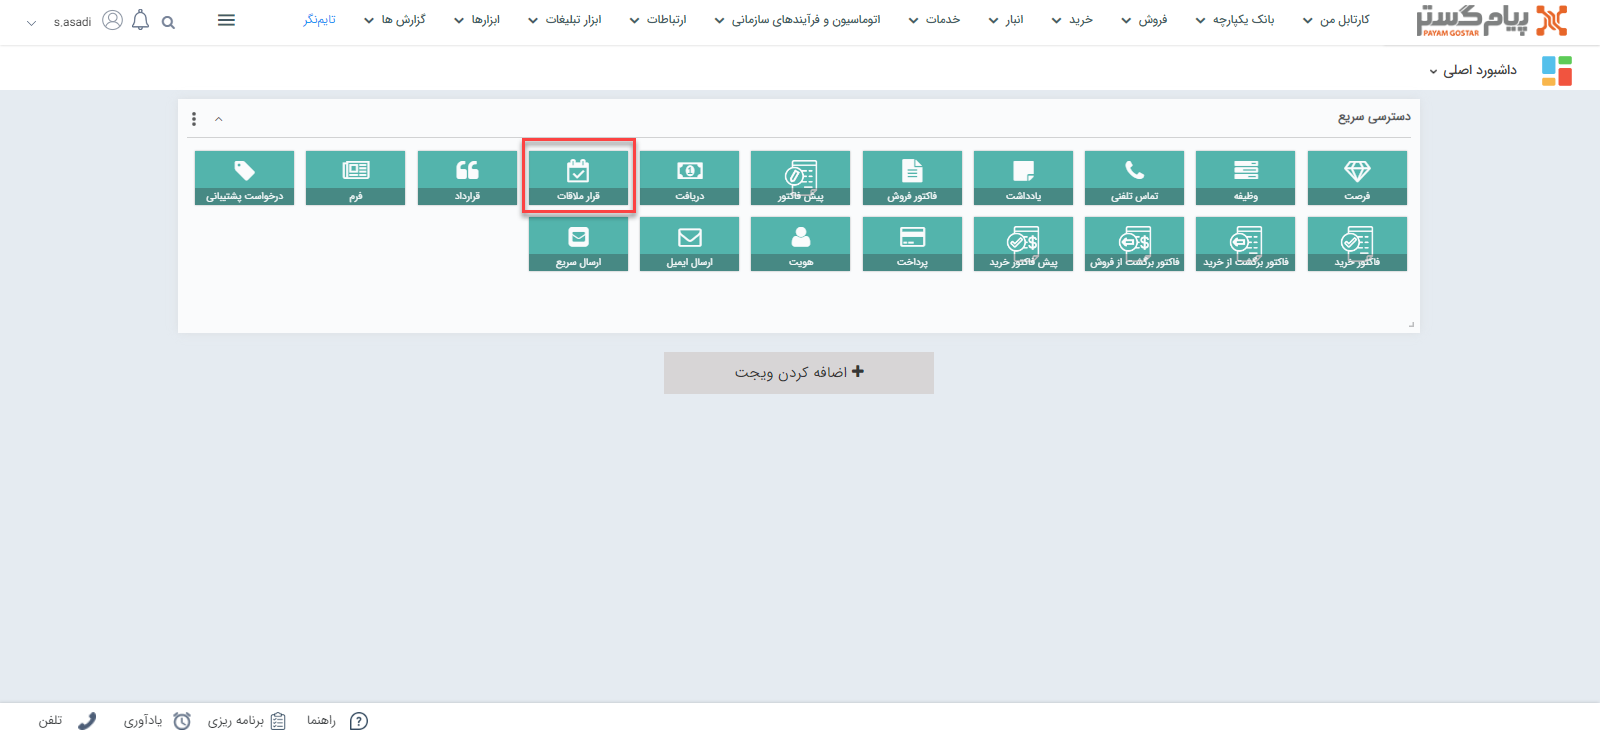 پیام گستر
PAYAM GOSTAR
کارتابل من
بانک یکپارچه
فروش
خرید
انبار
خدمات
اتوماسیون و فرآیندهای سازمانی
ارتباطات
ابزار تبلیغات
ابزارها
گزارش ها
تایم‌نگر
s.asadi
داشبورد اصلی
دسترسی سریع
فرصت
وظیفه
تماس تلفنی
یادداشت
فاکتور فروش
پیش فاکتور
دریافت
قرار ملاقات
قرارداد
فرم
درخواست پشتیبانی
فاکتور خرید
فاکتور برگشت از خرید
فاکتور برگشت از فروش
پیش فاکتور خرید
پرداخت
هویت
ارسال ایمیل
ارسال سریع
اضافه کردن ویجت
راهنما
برنامه ریزی
یادآوری
تلفن